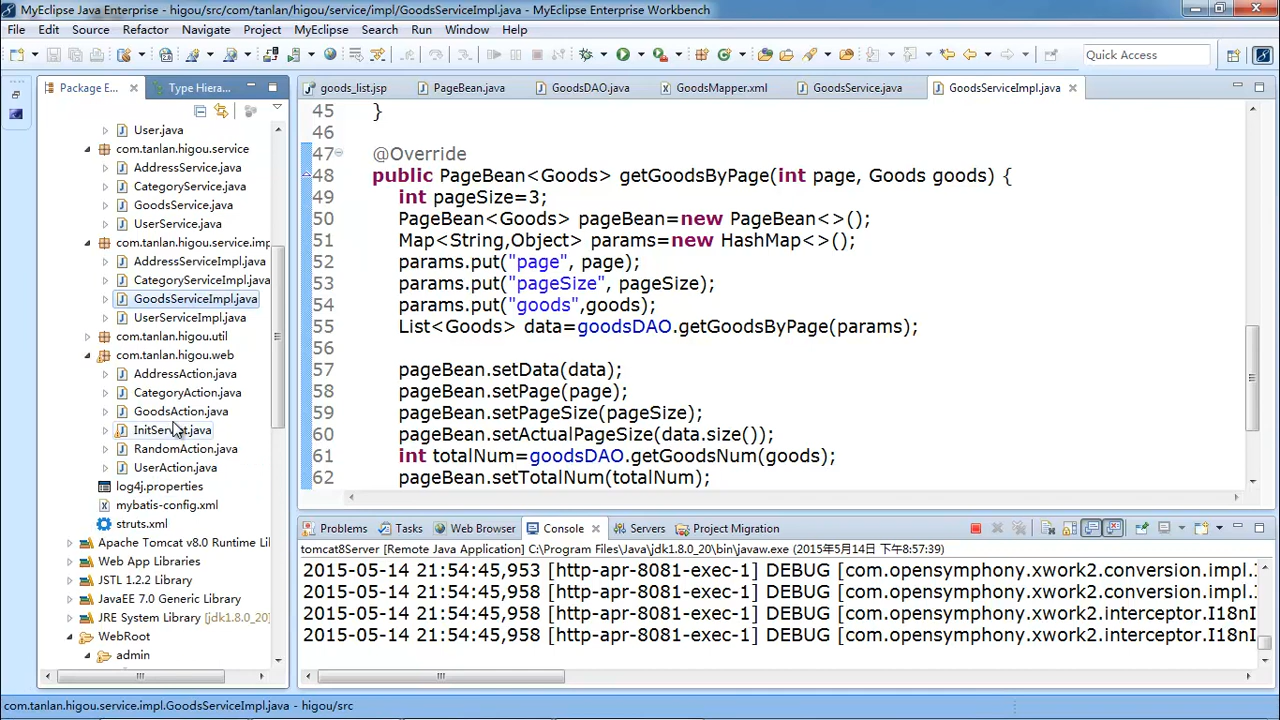 MyEclipse Java Enterprise - higou/src/com/tanlan/higou/service/impl/GoodsServiceImpl.java - MyEclipse Enterprise Workbench
File Edit Source Refactor Navigate Project MyEclipse Search Run Window Help
Quick Access
Package E... Type Hiera...
User.java
com.tanlan.higou.service
AddressService.java
CategoryService.java
GoodsService.java
UserService.java
com.tanlan.higou.service.imp
AddressServiceImpl.java
CategoryServiceImpl.java
GoodsServiceImpl.java
UserServiceImpl.java
com.tanlan.higou.util
com.tanlan.higou.web
AddressAction.java
CategoryAction.java
GoodsAction.java
InitServlet.java
RandomAction.java
UserAction.java
log4j.properties
mybatis-config.xml
struts.xml
Apache Tomcat v8.0 Runtime Li
Web App Libraries
JSTL 1.2.2 Library
JavaEE 7.0 Generic Library
JRE System Library [jdk1.8.0_20]
WebRoot
admin
goods_list.jsp PageBean.java GoodsDAO.java GoodsMapper.xml GoodsService.java GoodsServiceImpl.java
45 }
46
47 @Override
48 public PageBean<Goods> getGoodsByPage(int page, Goods goods) {
49 int pageSize=3;
50 PageBean<Goods> pageBean=new PageBean<>();
51 Map<String,Object> params=new HashMap<>();
52 params.put("page", page);
53 params.put("pageSize", pageSize);
54 params.put("goods",goods);
55 List<Goods> data=goodsDAO.getGoodsByPage(params);
56
57 pageBean.setData(data);
58 pageBean.setPage(page);
59 pageBean.setPageSize(pageSize);
60 pageBean.setActualPageSize(data.size());
61 int totalNum=goodsDAO.getGoodsNum(goods);
62 pageBean.setTotalNum(totalNum);
Problems Tasks Web Browser Console Servers Project Migration
tomcat8Server [Remote Java Application] C:\Program Files\Java\jdk1.8.0_20\bin\javaw.exe (2015年5月14日 下午8:57:39)
2015-05-14 21:54:45,953 [http-apr-8081-exec-1] DEBUG [com.opensymphony.xwork2.conversion.impl.
2015-05-14 21:54:45,958 [http-apr-8081-exec-1] DEBUG [com.opensymphony.xwork2.conversion.impl.
2015-05-14 21:54:45,958 [http-apr-8081-exec-1] DEBUG [com.opensymphony.xwork2.interceptor.I18nI
2015-05-14 21:54:45,958 [http-apr-8081-exec-1] DEBUG [com.opensymphony.xwork2.interceptor.I18nI
com.tanlan.higou.service.impl.GoodsServiceImpl.java - higou/src